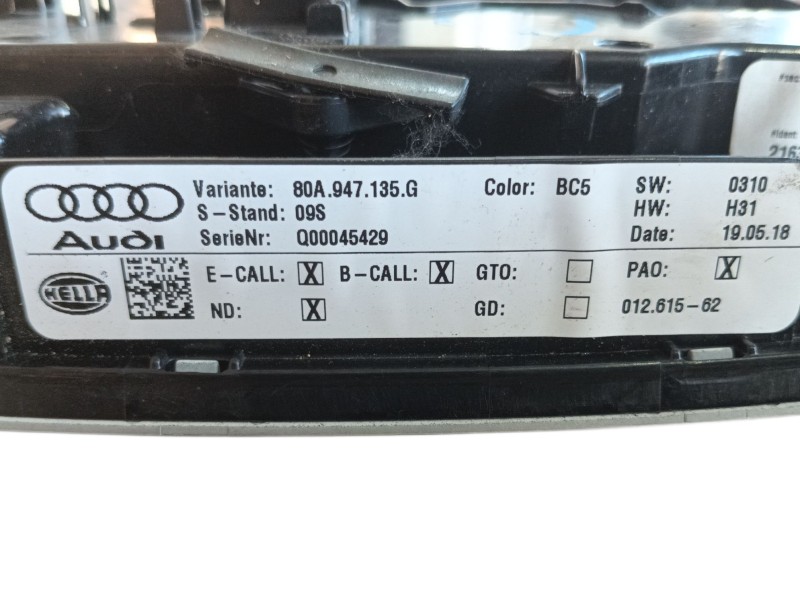 Fident
Variante: 80A.947.135.G Color: BC5 SW: 0310
S-Stand: 09S HW: H31
Audi SerieNr: Q00045429 Date: 19.05.18
HELLA E-CALL: X B-CALL: X GTO: ☐ PAO: X
ND: X GD: ☐ 012.615-62